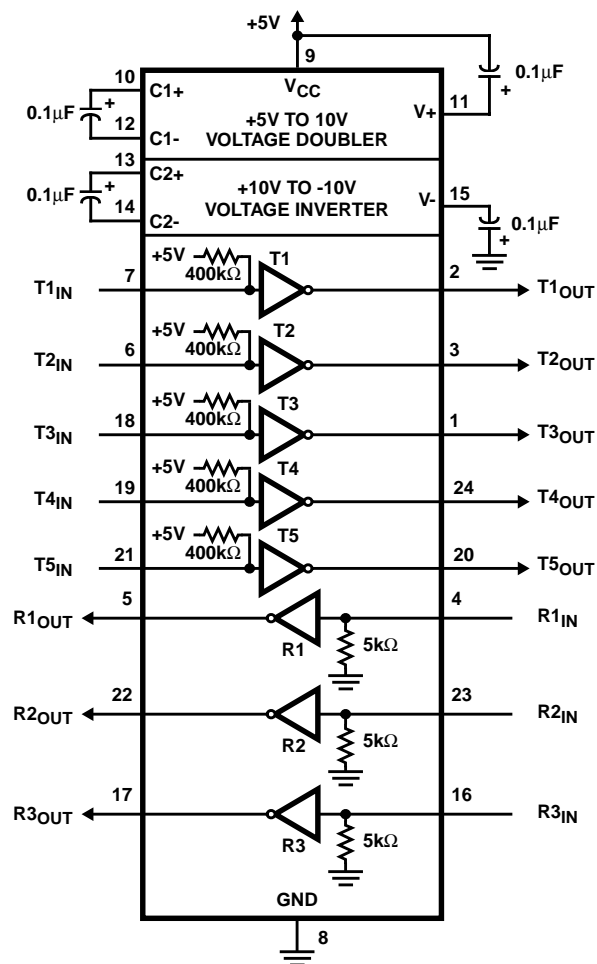 +5V
9
10
C1+
VCC
0.1μF
+
+
0.1μF
11
V+
12
C1-
+5V TO 10V
VOLTAGE DOUBLER
13
C2+
0.1μF
+
+10V TO -10V
VOLTAGE INVERTER
V-
15
14
C2-
+
0.1μF
+5V
400kΩ
T1
T1IN
7
2
T1OUT
+5V
400kΩ
T2
T2IN
6
3
T2OUT
+5V
400kΩ
T3
T3IN
18
1
T3OUT
+5V
400kΩ
T4
T4IN
19
24
T4OUT
+5V
400kΩ
T5
T5IN
21
20
T5OUT
R1OUT
5
4
R1IN
R1
5kΩ
R2OUT
22
23
R2IN
R2
5kΩ
R3OUT
17
16
R3IN
R3
5kΩ
GND
8